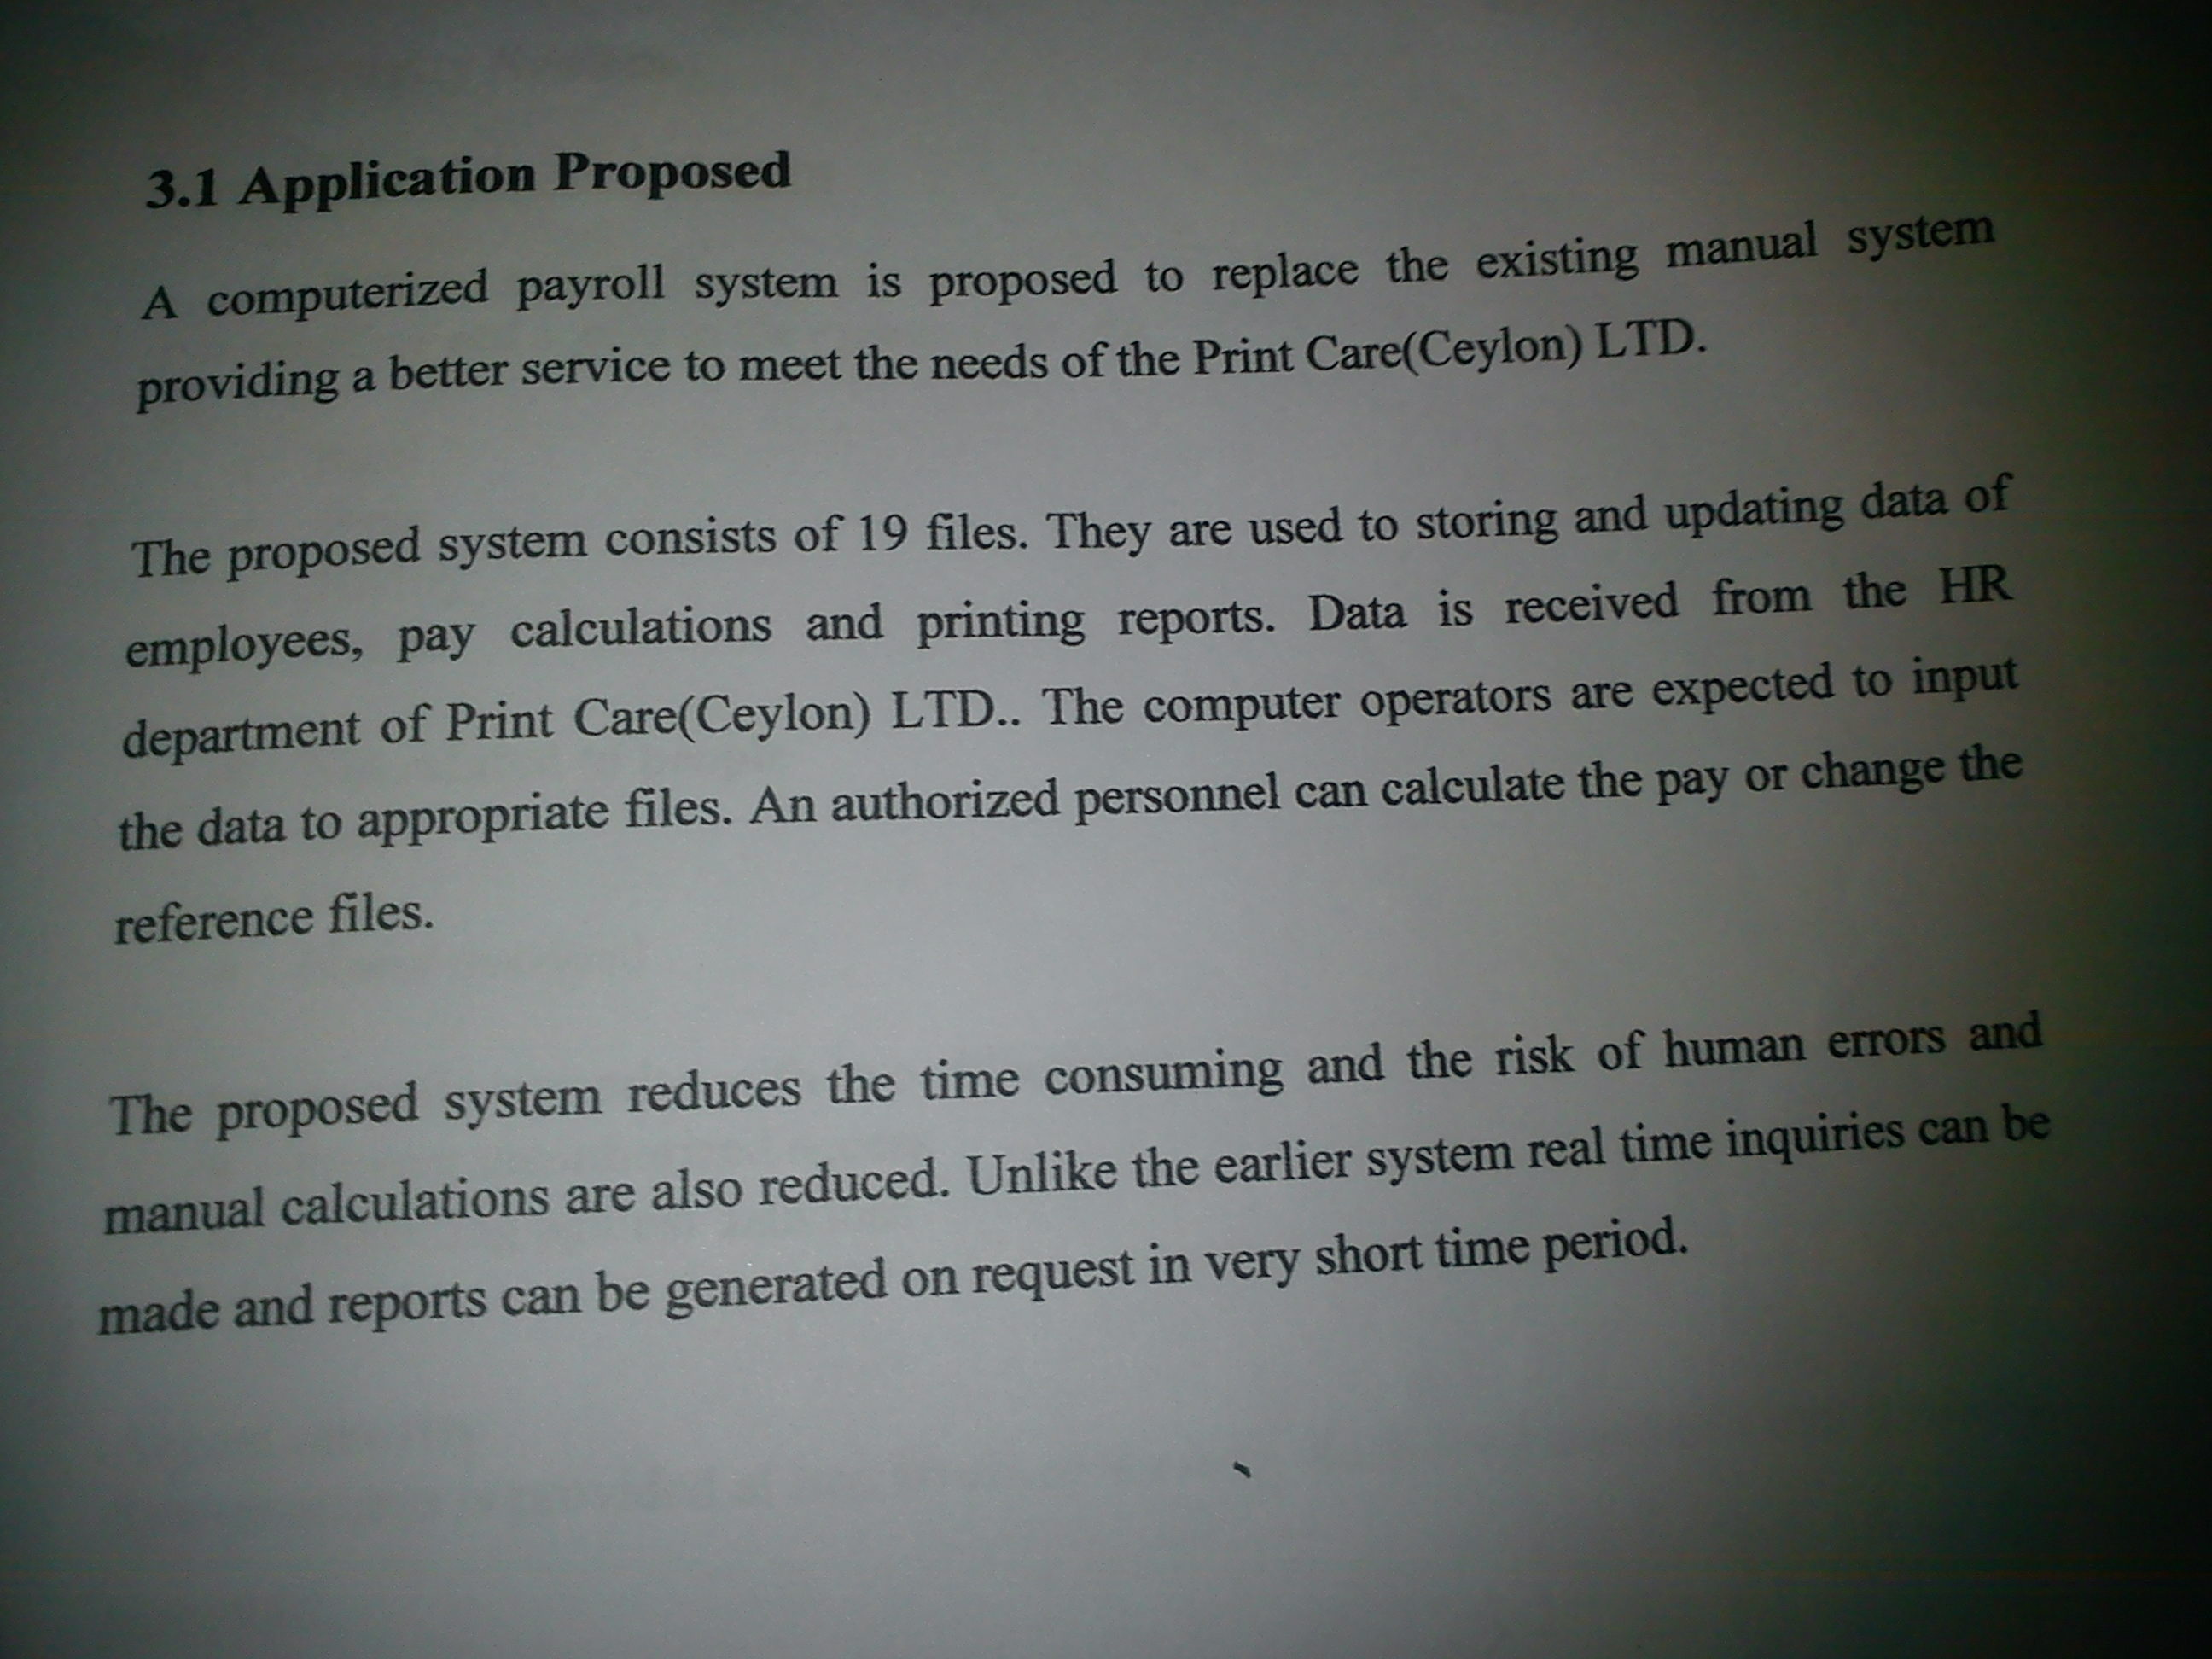 3.1 Application Proposed
A computerized payroll system is proposed to replace the existing manual system
providing a better service to meet the needs of the Print Care(Ceylon) LTD.
The proposed system consists of 19 files. They are used to storing and updating data of
employees, pay calculations and printing reports. Data is received from the HR
department of Print Care(Ceylon) LTD.. The computer operators are expected to input
the data to appropriate files. An authorized personnel can calculate the pay or change the
reference files.
The proposed system reduces the time consuming and the risk of human errors and
manual calculations are also reduced. Unlike the earlier system real time inquiries can be
made and reports can be generated on request in very short time period.